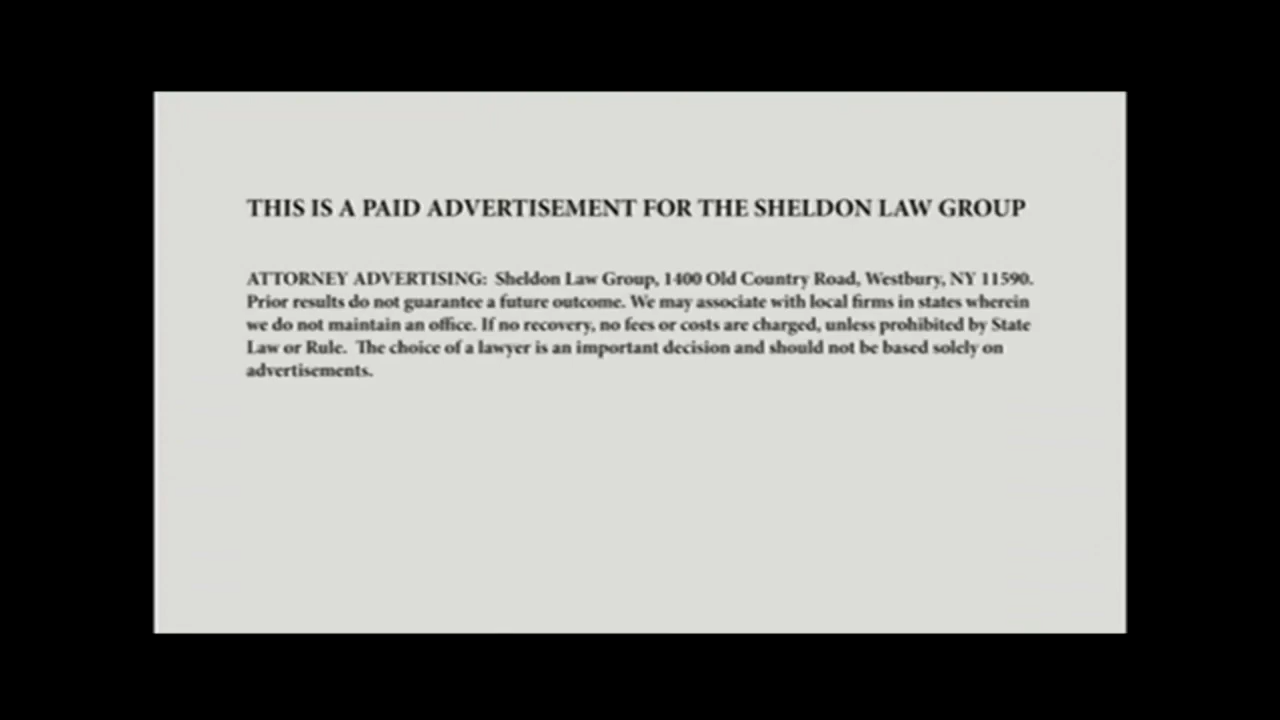 THIS IS A PAID ADVERTISEMENT FOR THE SHELDON LAW GROUP
ATTORNEY ADVERTISING: Sheldon Law Group, 1400 Old Country Road, Westbury, NY 11590.
Prior results do not guarantee a future outcome. We may associate with local firms in states wherein
we do not maintain an office. If no recovery, no fees or costs are charged, unless prohibited by State
Law or Rule. The choice of a lawyer is an important decision and should not be based solely on
advertisements.